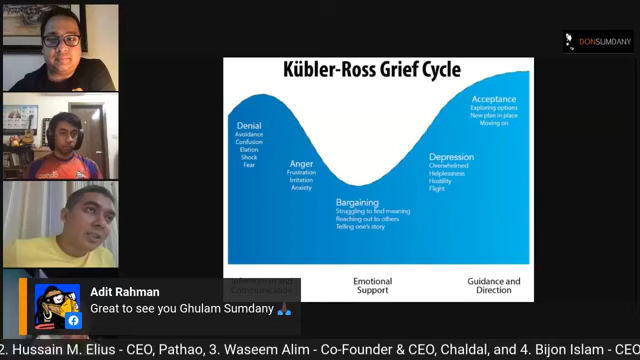 DONSUMDANY
Kübler-Ross Grief Cycle
Denial
Avoidance
Confusion
Elation
Shock
Fear
Anger
Frustration
Irritation
Anxiety
Bargaining
Struggling to find meaning
Reaching out to others
Telling one's story
Depression
Overwhelmed
Helplessness
Hostility
Flight
Acceptance
Exploring options
New plan in place
Moving on
Information and
Communication
Emotional
Support
Guidance and
Direction
Adit Rahman
Great to see you Ghulam Sumdany
2. Hussain M. Elius - CEO, Pathao, 3. Waseem Alim - Co-Founder & CEO, Chaldal, and 4. Bijon Islam - CEO